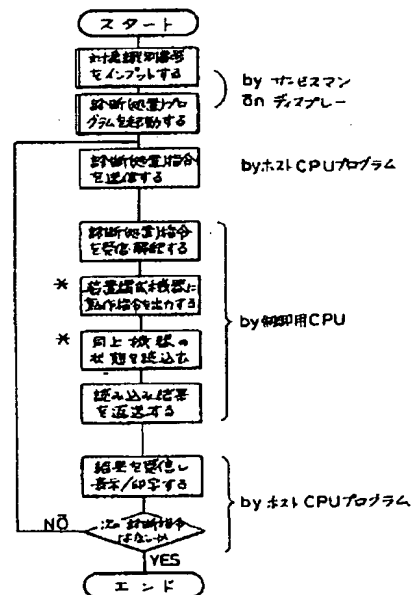 スタート
対象識別番号
をインプットする
診断(処置)プロ
グラムを起動する
by サービスマン
on ディスプレー
診断(処置)指令
を送信する
by ホストCPUプログラム
診断(処置)指令
を受信・解読する
* 装置構成機器に
動作指令を出力する
* 同上機器の
状態を読込む
読み込み結果
を返送する
by 制御用CPU
結果を受信し
表示/印字する
by ホストCPUプログラム
次の診断指令
はないか
NO
YES
エンド